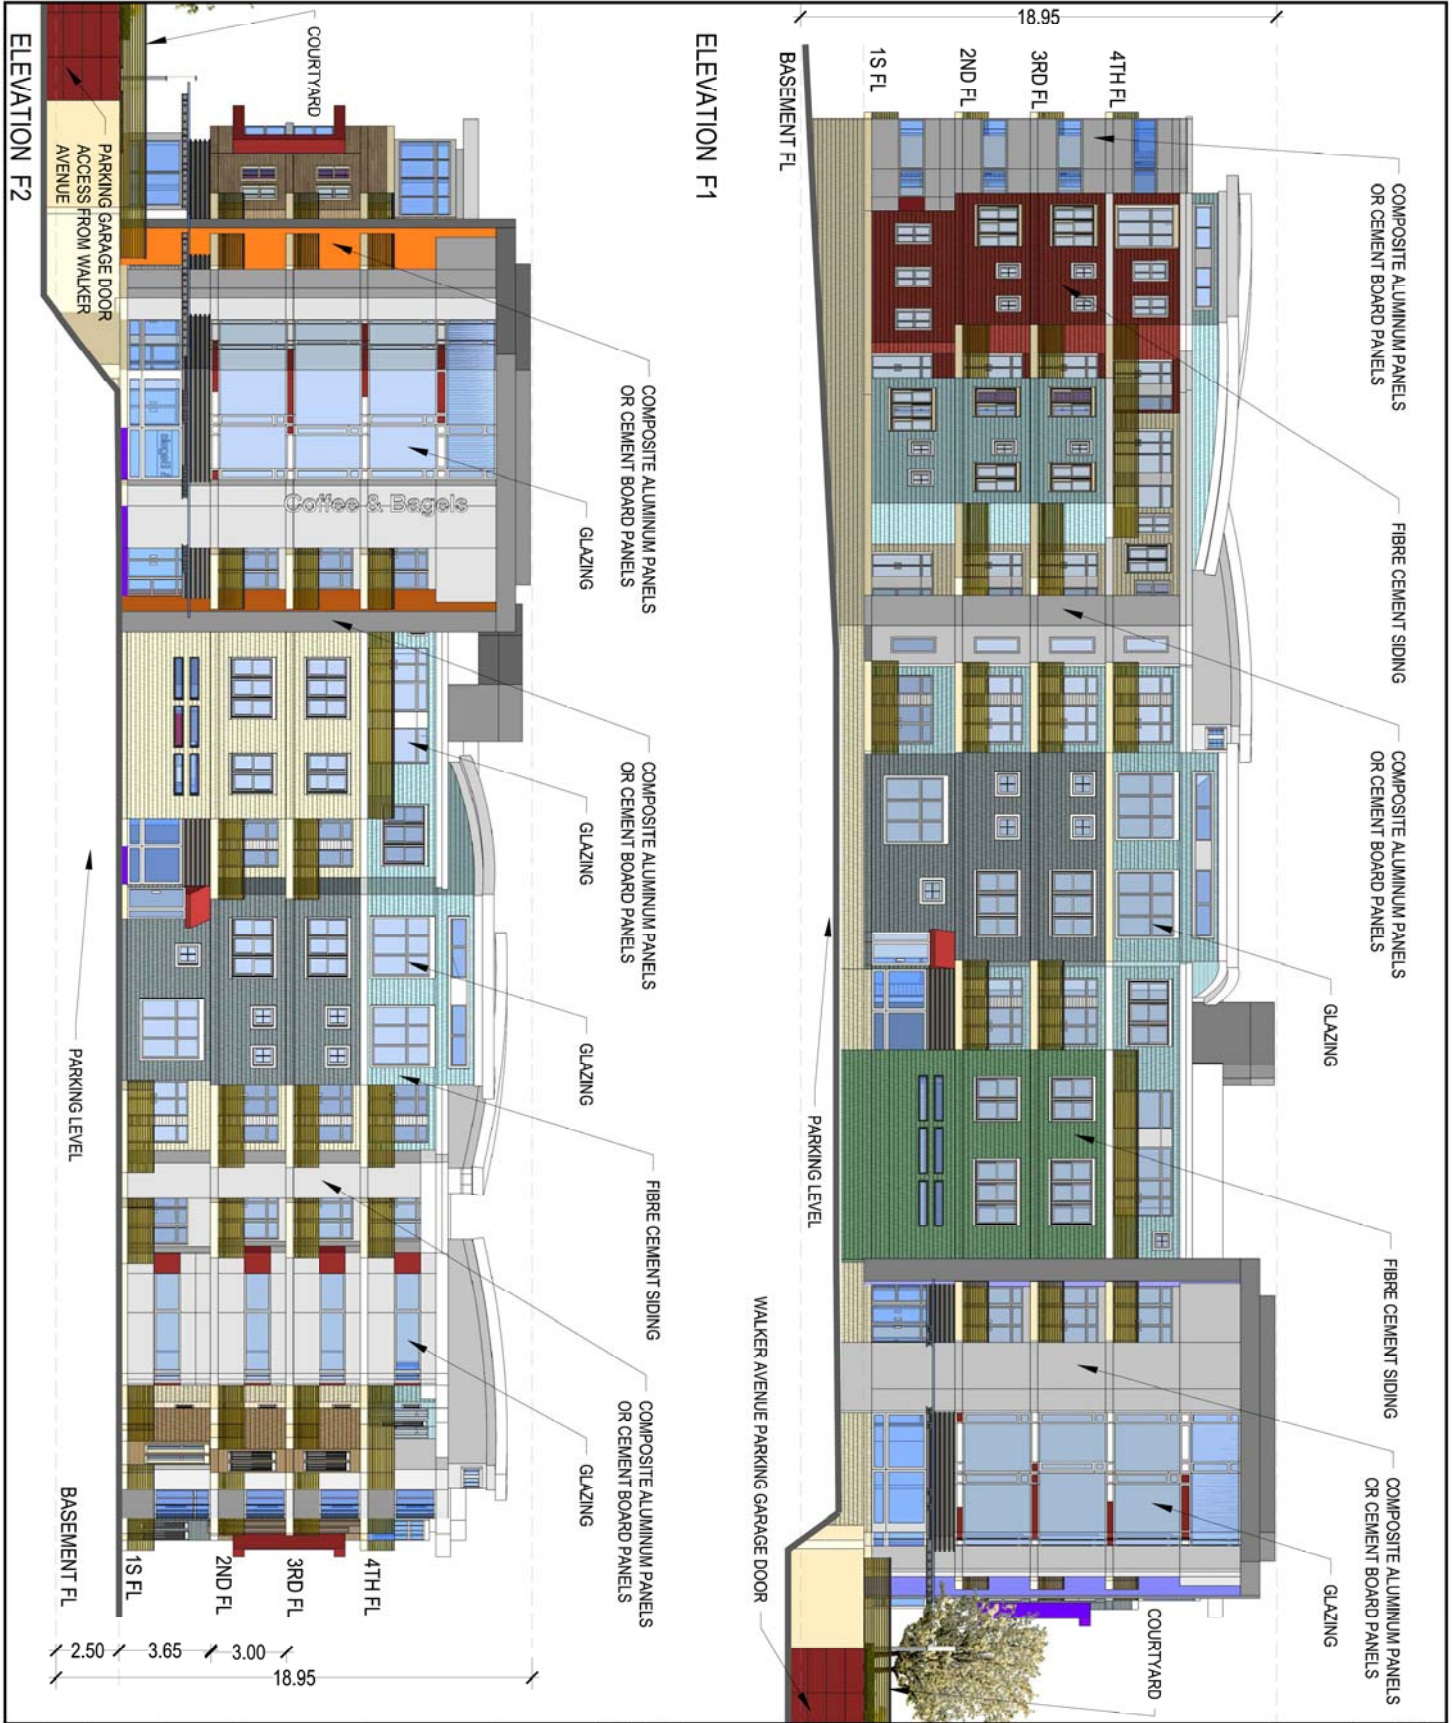 18.95
4TH FL
3RD FL
2ND FL
1S FL
BASEMENT FL
COMPOSITE ALUMINUM PANELS
OR CEMENT BOARD PANELS
FIBRE CEMENT SIDING
COMPOSITE ALUMINUM PANELS
OR CEMENT BOARD PANELS
GLAZING
FIBRE CEMENT SIDING
COMPOSITE ALUMINUM PANELS
OR CEMENT BOARD PANELS
GLAZING
PARKING LEVEL
WALKER AVENUE PARKING GARAGE DOOR
COURTYARD
ELEVATION F1
COURTYARD
COMPOSITE ALUMINUM PANELS
OR CEMENT BOARD PANELS
GLAZING
COMPOSITE ALUMINUM PANELS
OR CEMENT BOARD PANELS
GLAZING
GLAZING
FIBRE CEMENT SIDING
COMPOSITE ALUMINUM PANELS
OR CEMENT BOARD PANELS
GLAZING
Coffee & Bagels
PARKING GARAGE DOOR
ACCESS FROM WALKER
AVENUE
PARKING LEVEL
4TH FL
3RD FL
2ND FL
1S FL
BASEMENT FL
3.00
3.65
2.50
18.95
ELEVATION F2